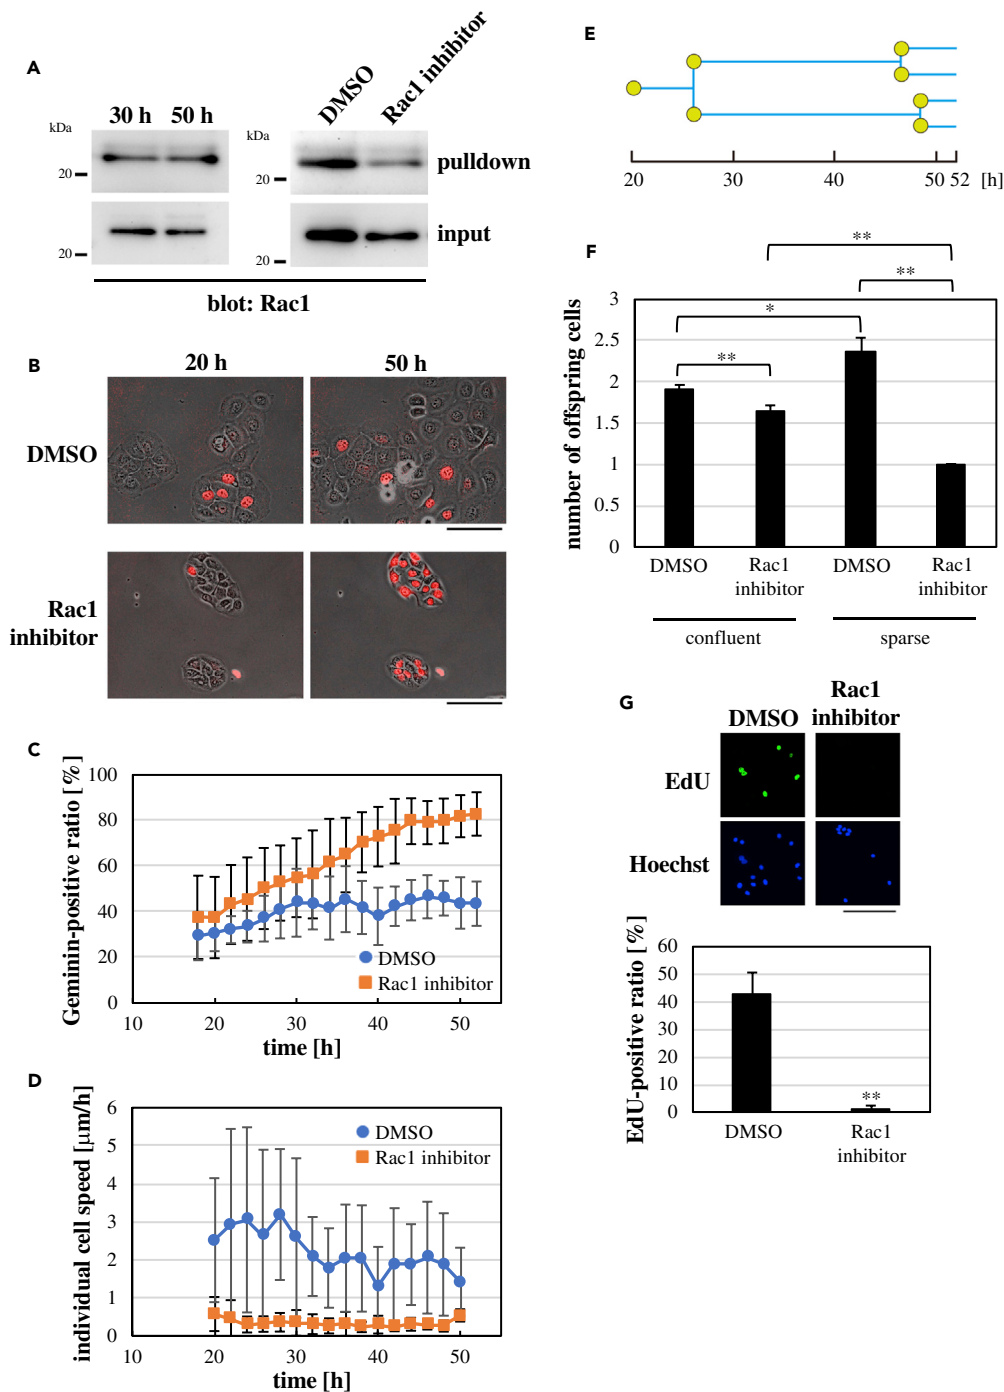 A
30 h 50 h
kDa
20
20
DMSO
Rac1 inhibitor
kDa
20
20
pulldown
input
blot: Rac1
B
20 h 50 h
DMSO
Rac1
inhibitor
C
Geminin-positive ratio [%]
100
80
60
40
20
0
DMSO
Rac1 inhibitor
10 20 30 40 50
time [h]
D
individual cell speed [μm/h]
6
5
4
3
2
1
0
DMSO
Rac1 inhibitor
10 20 30 40 50
time [h]
E
20 30 40 50 52 [h]
F
number of offspring cells
3
2.5
2
1.5
1
0.5
0
**
**
*
**
DMSO
Rac1
inhibitor
DMSO
Rac1
inhibitor
confluent
sparse
G
DMSO
Rac1
inhibitor
EdU
Hoechst
EdU-positive ratio [%]
60
50
40
30
20
10
0
**
DMSO
Rac1
inhibitor